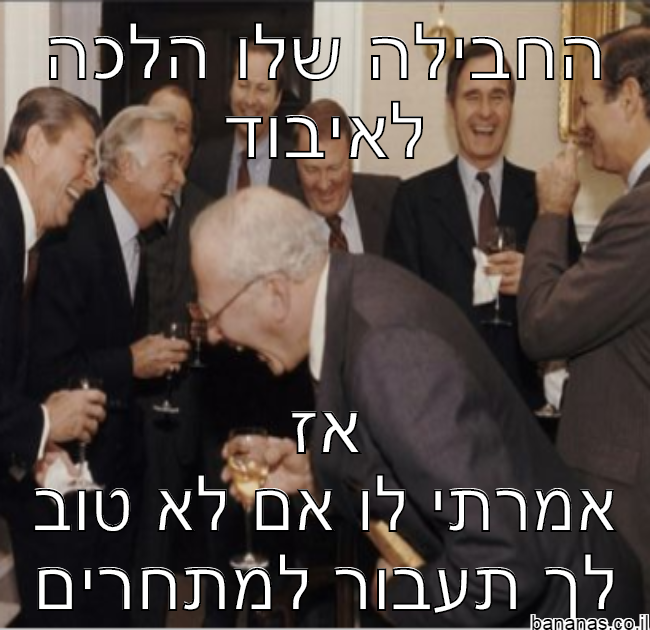 החבילה שלו הלכה
לאיבוד
אז
אמרתי לו אם לא טוב
לך תעבור למתחרים
bananas.co.il